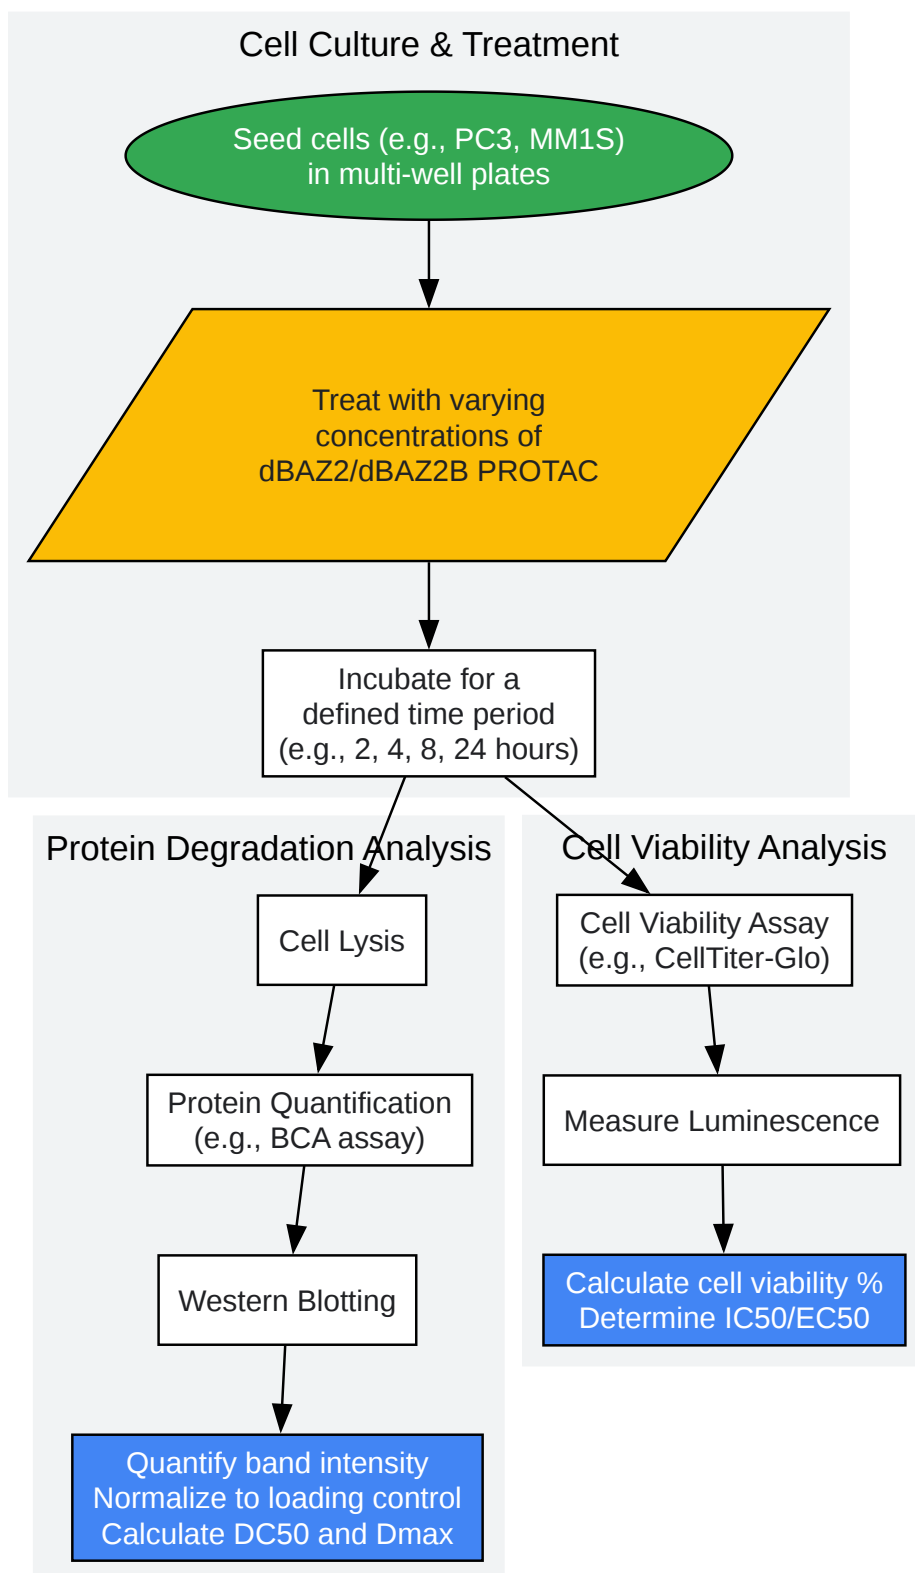 Cell Culture & Treatment
Seed cells (e.g., PC3, MM1S)
in multi-well plates
Treat with varying
concentrations of
dBAZ2/dBAZ2B PROTAC
Incubate for a
defined time period
(e.g., 2, 4, 8, 24 hours)
Protein Degradation Analysis
Cell Lysis
Protein Quantification
(e.g., BCA assay)
Western Blotting
Quantify band intensity
Normalize to loading control
Calculate DC50 and Dmax
Cell Viability Analysis
Cell Viability Assay
(e.g., CellTiter-Glo)
Measure Luminescence
Calculate cell viability %
Determine IC50/EC50